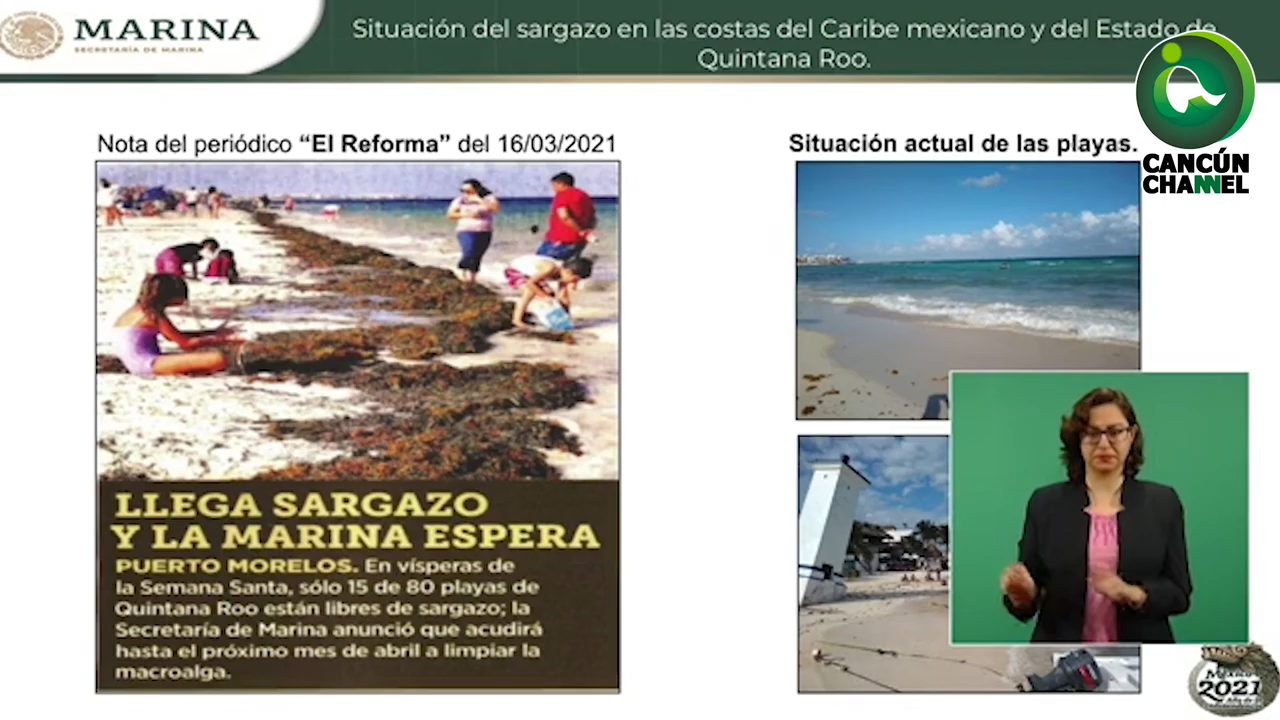 MARINA
SECRETARÍA DE MARINA
Situación del sargazo en las costas del Caribe mexicano y del Estado de
Quintana Roo.
CANCÚN
CHANNEL
Nota del periódico “El Reforma” del 16/03/2021
Situación actual de las playas.
LLEGA SARGAZO
Y LA MARINA ESPERA
PUERTO MORELOS. En vísperas de
la Semana Santa, sólo 15 de 80 playas de
Quintana Roo están libres de sargazo; la
Secretaría de Marina anunció que acudirá
hasta el próximo mes de abril a limpiar la
macroalga.
México
2021